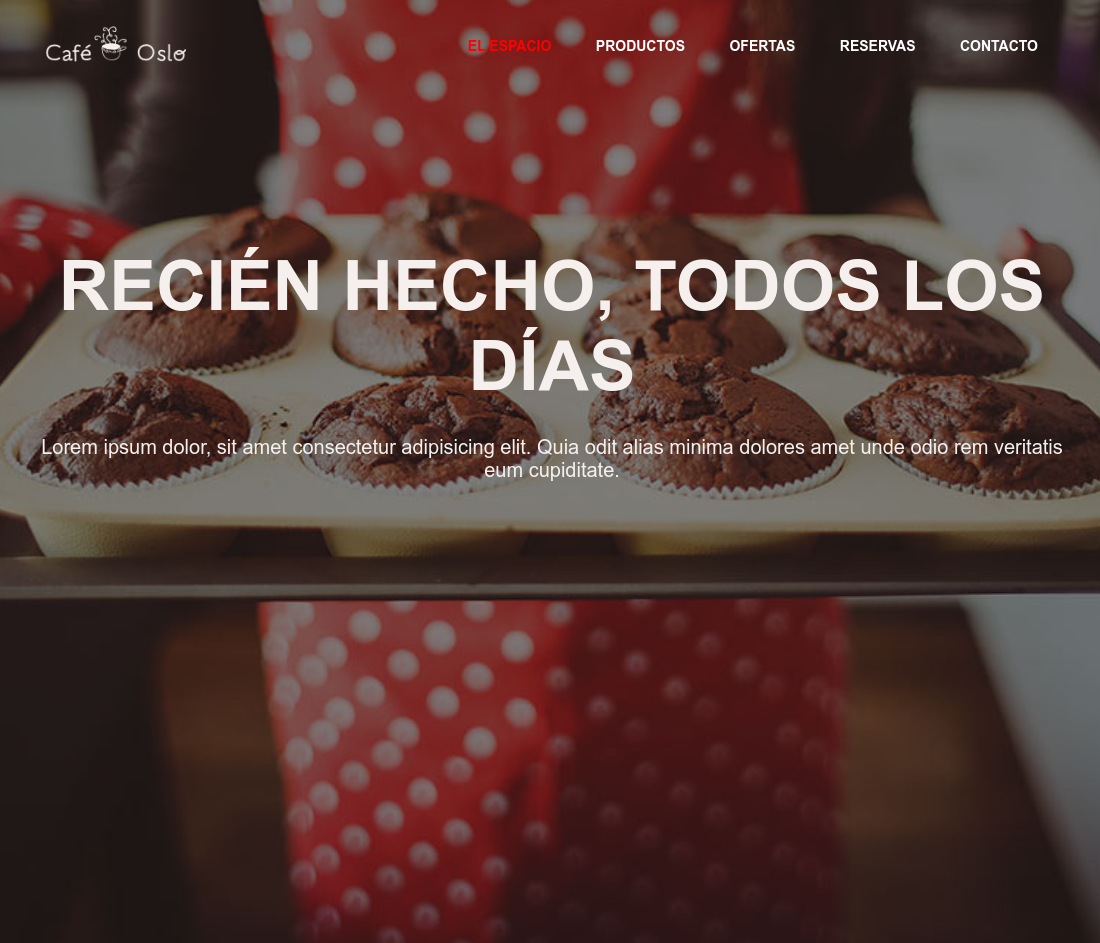 Café Oslo
EL ESPACIO PRODUCTOS OFERTAS RESERVAS CONTACTO
RECIÉN HECHO, TODOS LOS
DÍAS
Lorem ipsum dolor, sit amet consectetur adipisicing elit. Quia odit alias minima dolores amet unde odio rem veritatis
eum cupiditate.